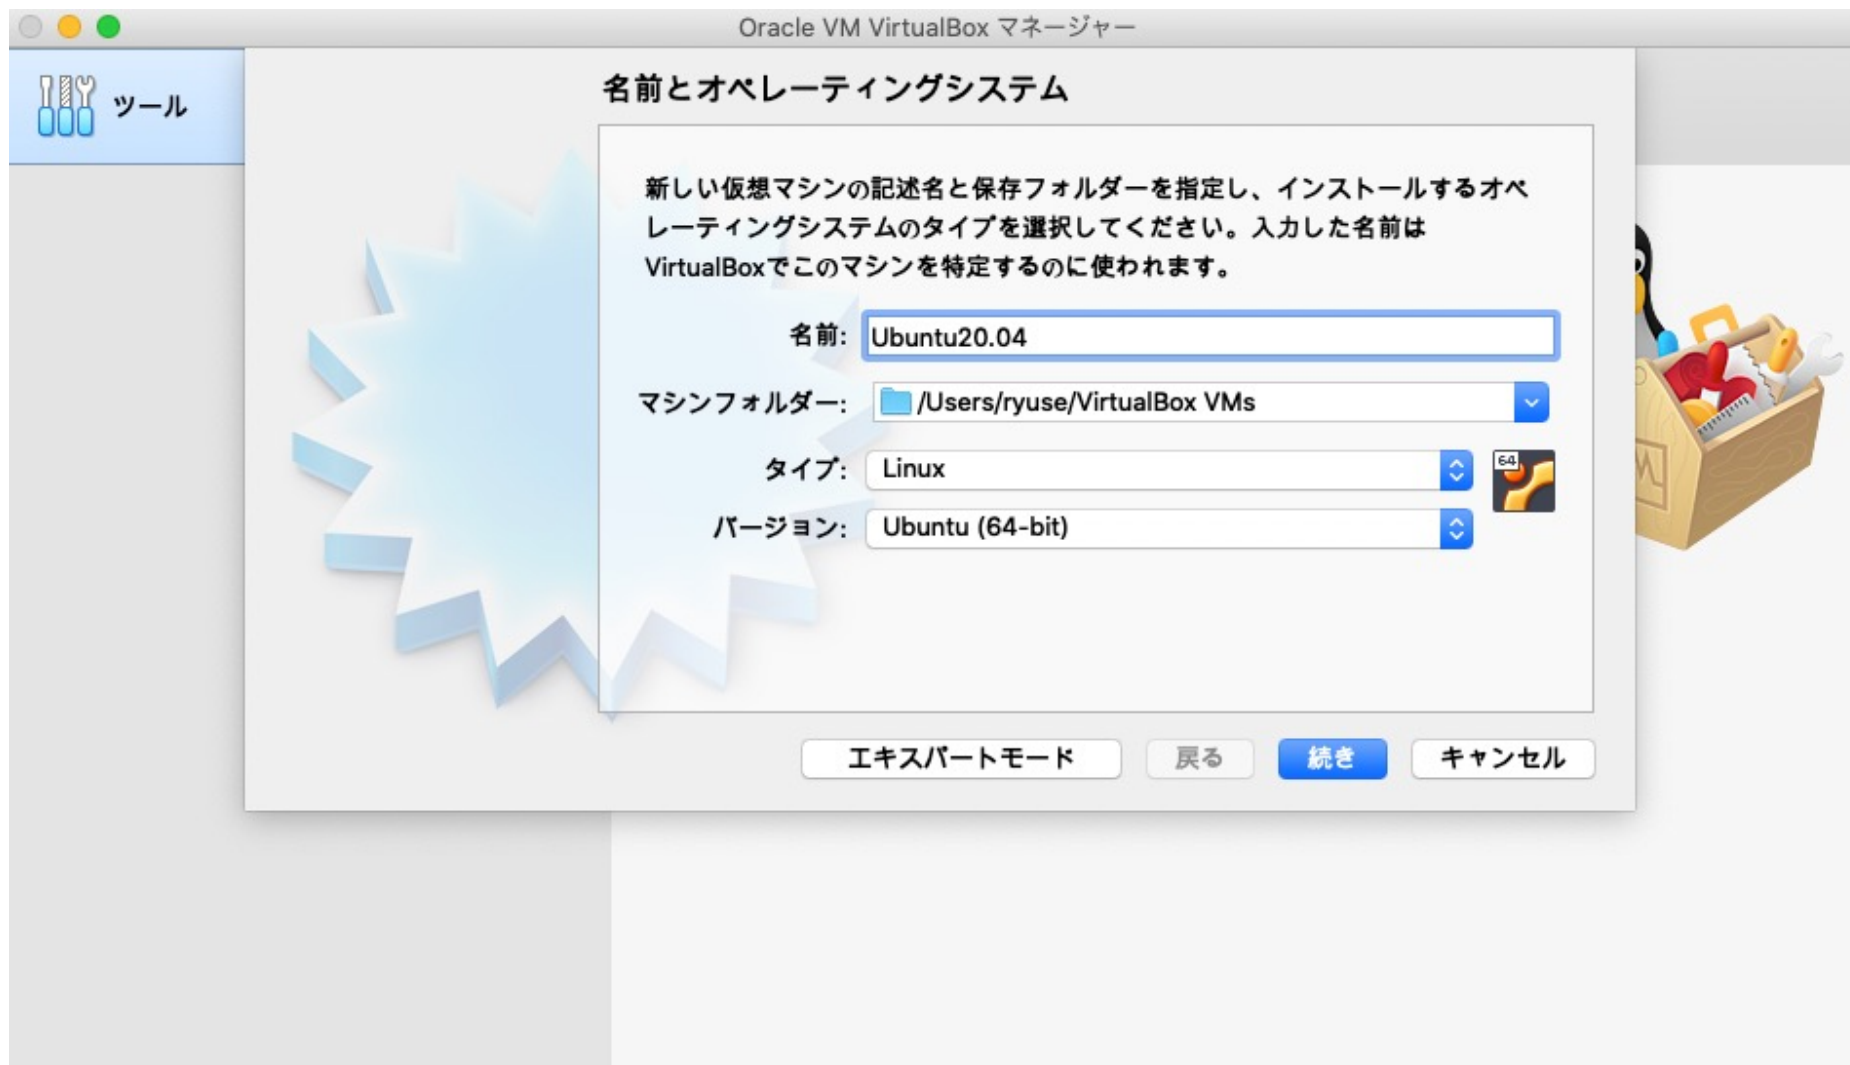 Oracle VM VirtualBox マネージャー
ツール
名前とオペレーティングシステム
新しい仮想マシンの記述名と保存フォルダーを指定し、インストールするオペ
レーティングシステムのタイプを選択してください。入力した名前は
VirtualBoxでこのマシンを特定するのに使われます。
名前: Ubuntu20.04
マシンフォルダー: /Users/ryuse/VirtualBox VMs
タイプ: Linux
64
バージョン: Ubuntu (64-bit)
エキスパートモード 戻る 続き キャンセル